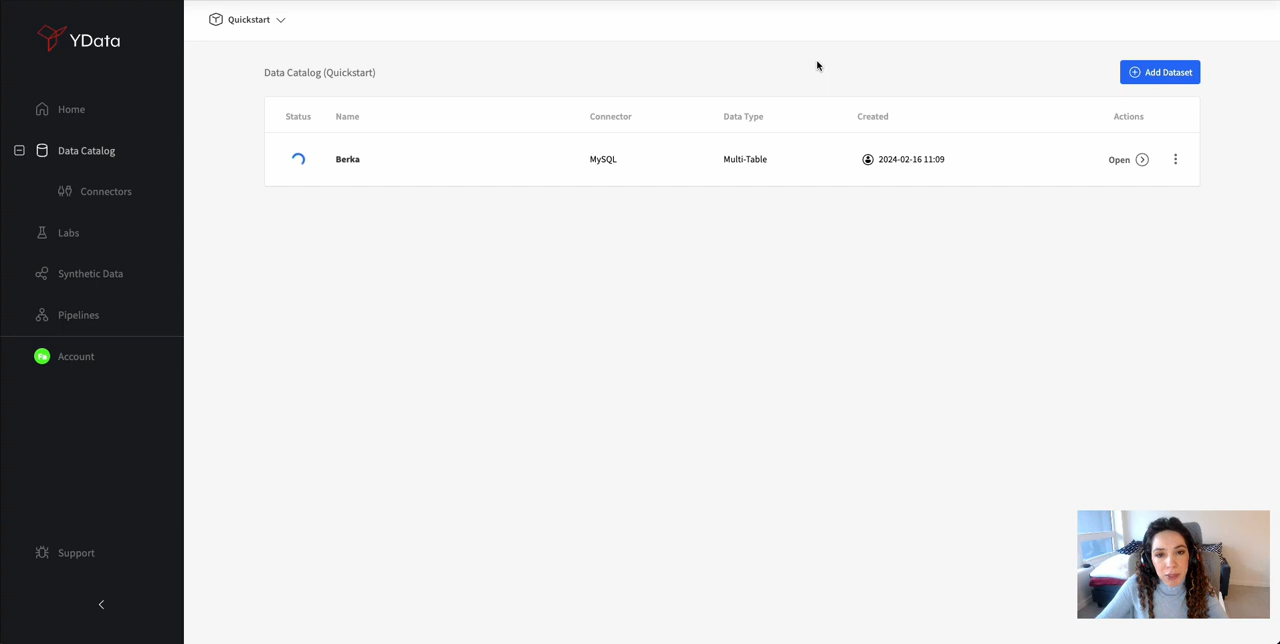 YData
Home
Data Catalog
Connectors
Labs
Synthetic Data
Pipelines
Account
Support
Quickstart
Data Catalog (Quickstart)
Add Dataset
Status Name Connector Data Type Created Actions
Berka MySQL Multi-Table 2024-02-16 11:09 Open